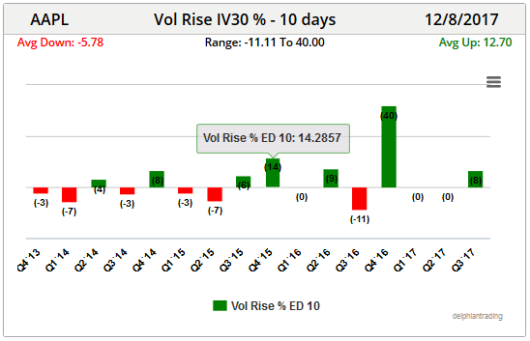 AAPL Vol Rise IV30 % - 10 days 12/8/2017
Avg Down: -5.78 Range: -11.11 To 40.00 Avg Up: 12.70
(40)
Vol Rise % ED 10: 14.2857
(14)
(8) (9) (8)
(4) (6)
(-3) (-3) (-3) (0) (0) (0)
(-7) (-7)
(-11)
Q4`13 Q1`14 Q2`14 Q3`14 Q4`14 Q1`15 Q2`15 Q3`15 Q4`15 Q1`16 Q2`16 Q3`16 Q4`16 Q1`17 Q2`17 Q3`17
Vol Rise % ED 10
delphiantrading